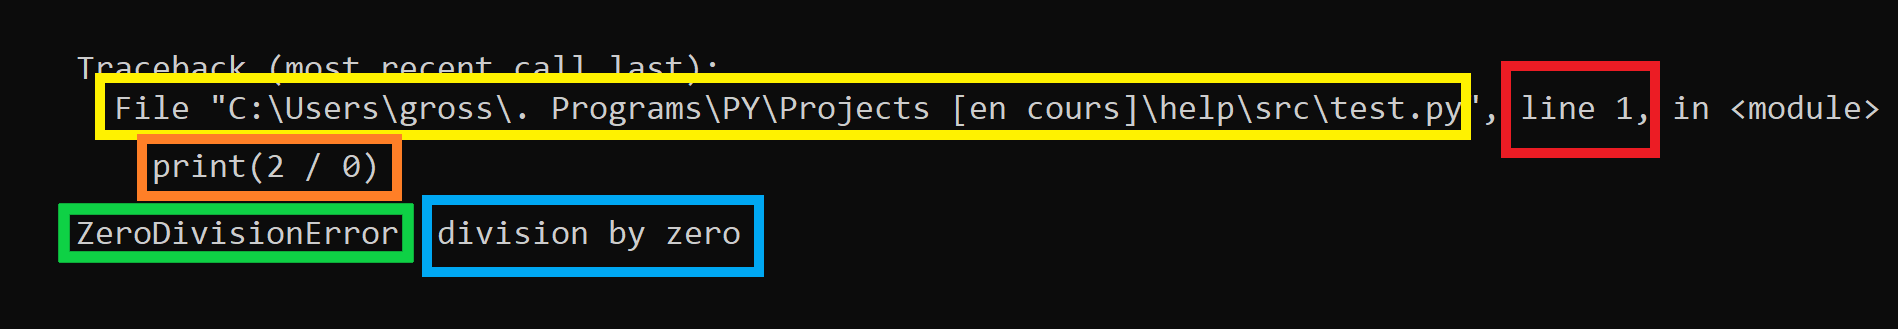 Traceback (most recent call last):
File "C:\Users\gross\. Programs\PY\Projects [en cours]\help\src\test.py", line 1, in <module>
print(2 / 0)
ZeroDivisionError division by zero